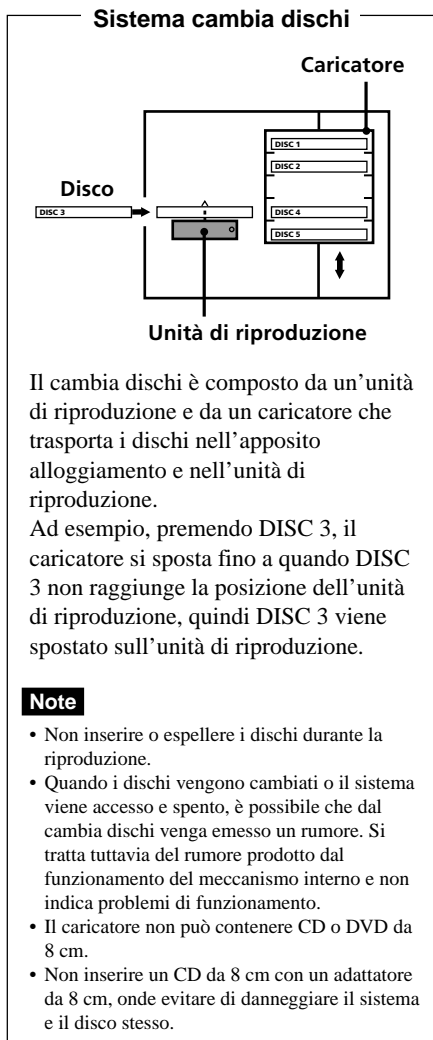 Sistema cambia dischi
Caricatore
DISC 1
DISC 2
Disco
DISC 3
DISC 4
DISC 5
Unità di riproduzione
Il cambia dischi è composto da un’unità
di riproduzione e da un caricatore che
trasporta i dischi nell’apposito
alloggiamento e nell’unità di
riproduzione.
Ad esempio, premendo DISC 3, il
caricatore si sposta fino a quando DISC
3 non raggiunge la posizione dell’unità
di riproduzione, quindi DISC 3 viene
spostato sull’unità di riproduzione.
Note
• Non inserire o espellere i dischi durante la
riproduzione.
• Quando i dischi vengono cambiati o il sistema
viene accesso e spento, è possibile che dal
cambia dischi venga emesso un rumore. Si
tratta tuttavia del rumore prodotto dal
funzionamento del meccanismo interno e non
indica problemi di funzionamento.
• Il caricatore non può contenere CD o DVD da
8 cm.
• Non inserire un CD da 8 cm con un adattatore
da 8 cm, onde evitare di danneggiare il sistema
e il disco stesso.